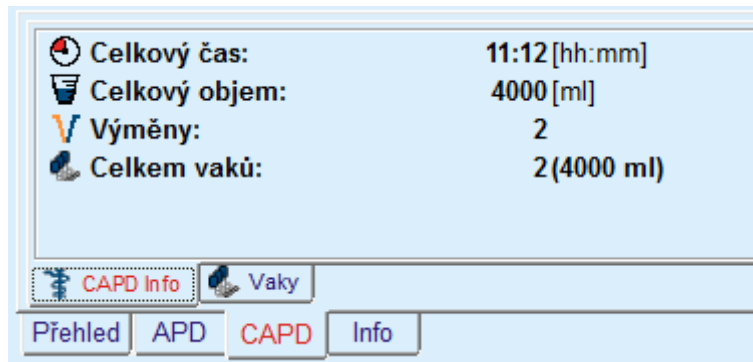 Celkový čas: 11:12 [hh:mm]
Celkový objem: 4000 [ml]
Výměny: 2
Celkem vaků: 2 (4000 ml)
CAPD Info Vaky
Přehled APD CAPD Info